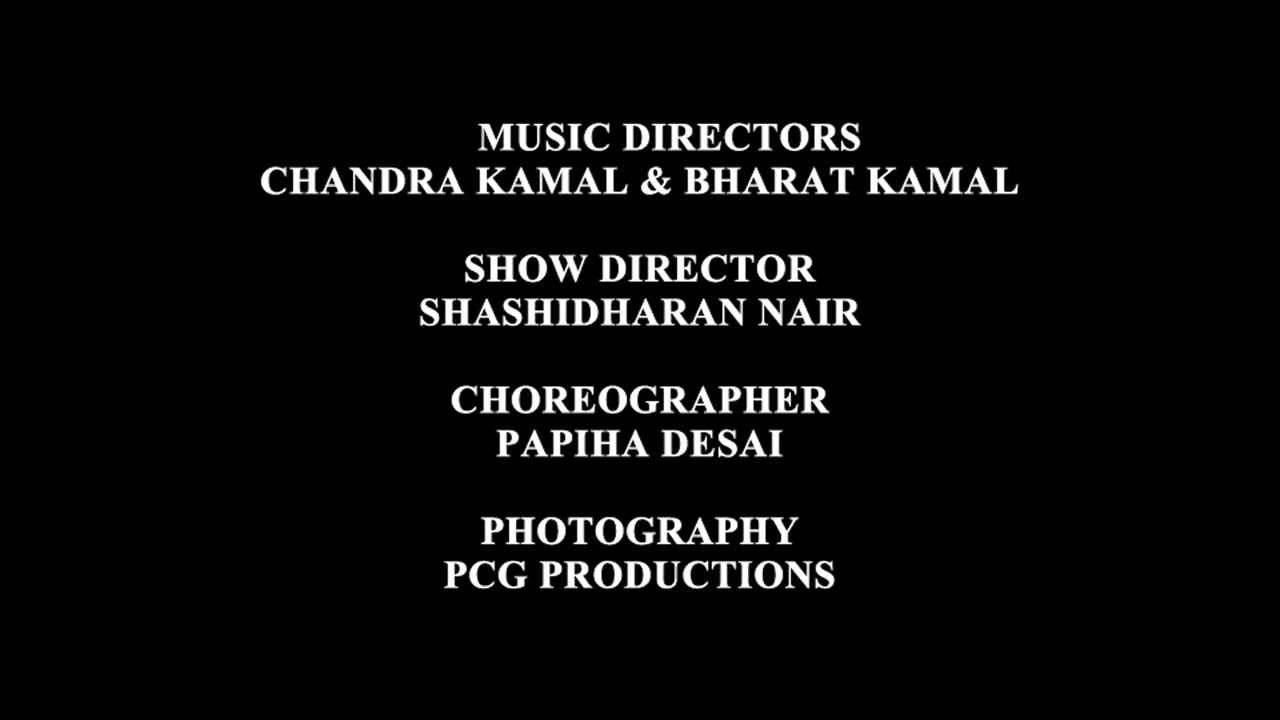 MUSIC DIRECTORS
CHANDRA KAMAL & BHARAT KAMAL
SHOW DIRECTOR
SHASHIDHARAN NAIR
CHOREOGRAPHER
PAPIHA DESAI
PHOTOGRAPHY
PCG PRODUCTIONS